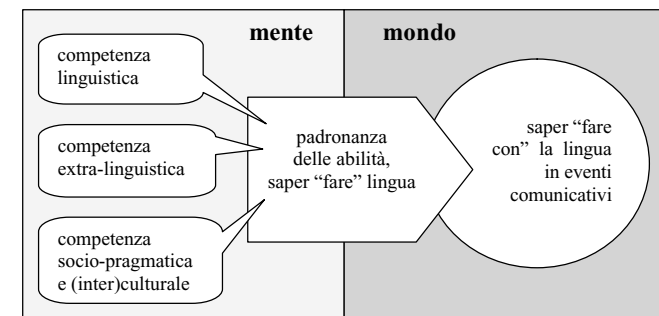 mente
mondo
competenza
linguistica
competenza
extra-linguistica
competenza
socio-pragmatica
e (inter)culturale
padronanza
delle abilità,
saper “fare” lingua
saper “fare
con” la lingua
in eventi
comunicativi